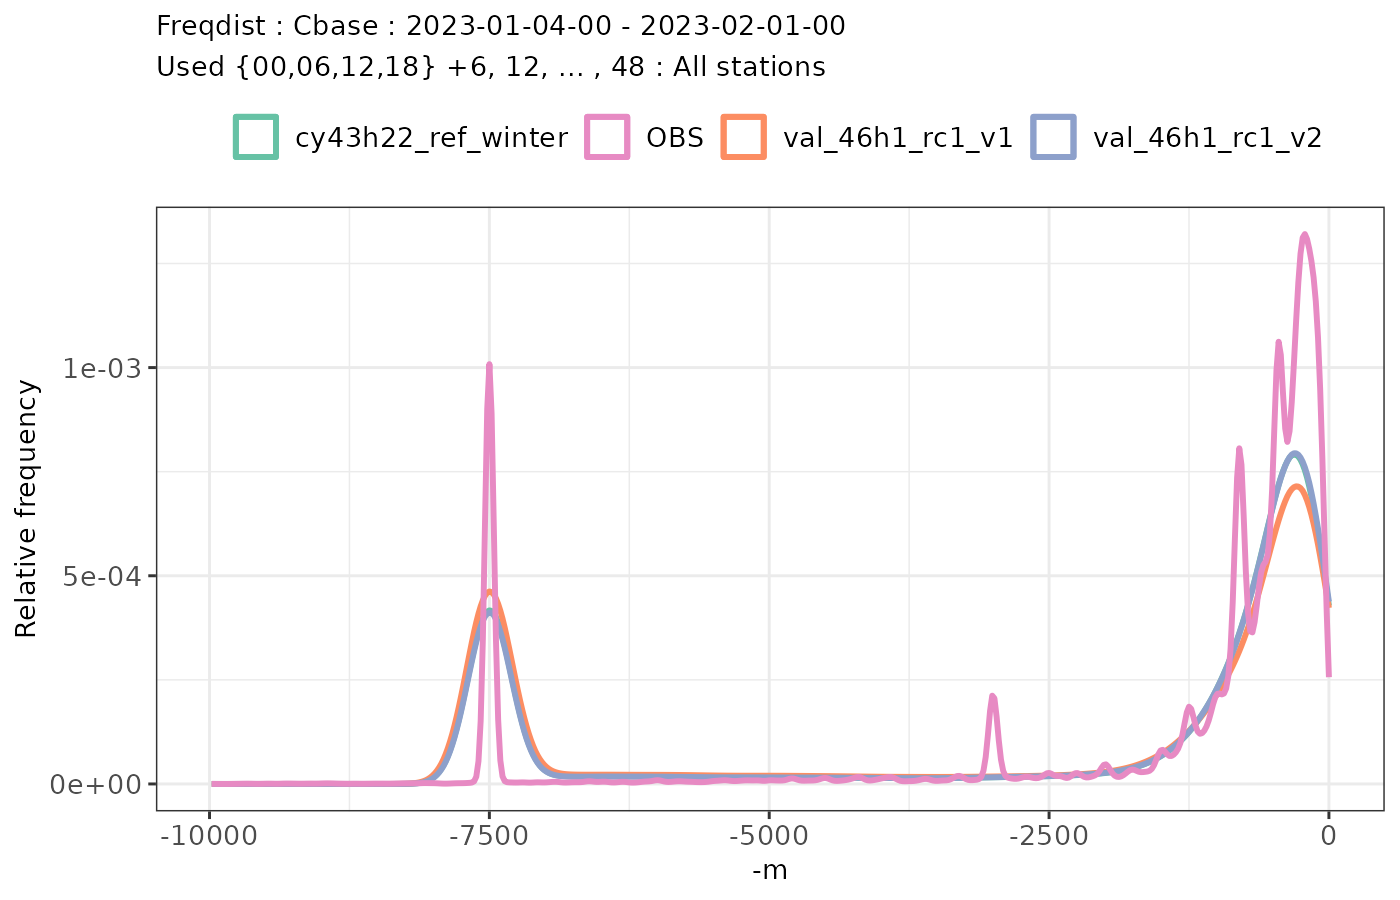 Freqdist : Cbase : 2023-01-04-00 - 2023-02-01-00
Used {00,06,12,18} +6, 12, ... , 48 : All stations
cy43h22_ref_winter OBS val_46h1_rc1_v1 val_46h1_rc1_v2
Relative frequency
1e-03
5e-04
0e+00
-10000 -7500 -5000 -2500 0
-m